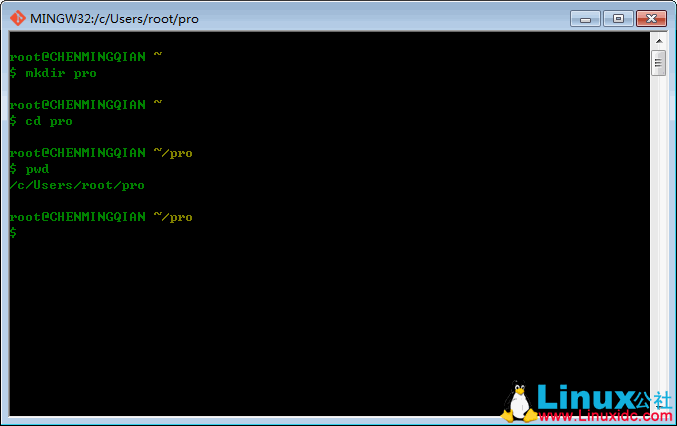 MINGW32:/c/Users/root/pro
root@CHENMINGQIAN ~
$ mkdir pro
root@CHENMINGQIAN ~
$ cd pro
root@CHENMINGQIAN ~/pro
$ pwd
/c/Users/root/pro
root@CHENMINGQIAN ~/pro
$
Linux公社
www.Linuxidc.com